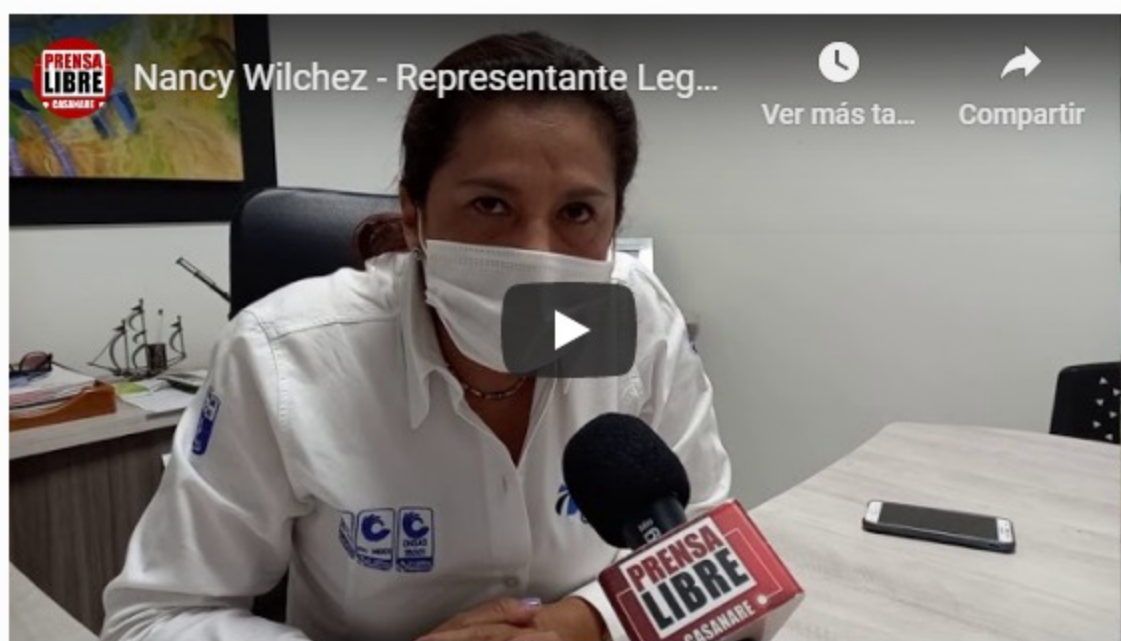 PRENSA
LIBRE
CASANARE
Nancy Wilchez - Representante Leg...
Ver más ta...
Compartir
PRENSA
LIBRE
CASANARE